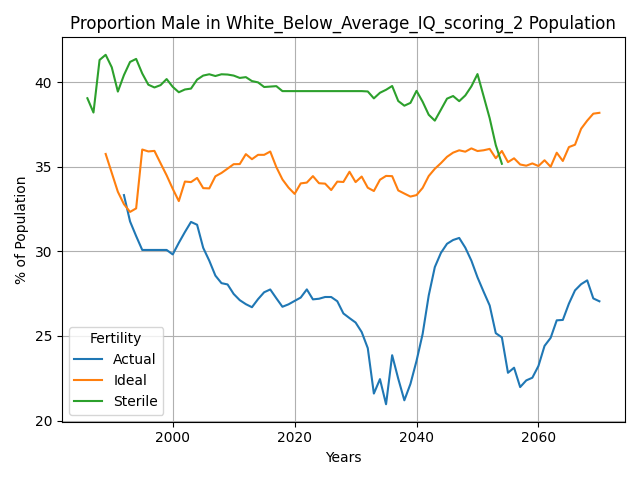 Proportion Male in White_Below_Average_IQ_scoring_2 Population
% of Population
40
35
30
25
20
Fertility
Actual
Ideal
Sterile
2000
2020
2040
2060
Years